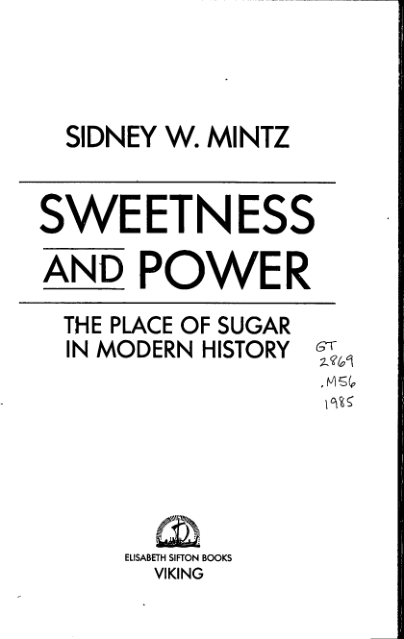 SIDNEY W. MINTZ
SWEETNESS
AND POWER
THE PLACE OF SUGAR
IN MODERN HISTORY
GT
2869
.M56
1985
ELISABETH SIFTON BOOKS
VIKING